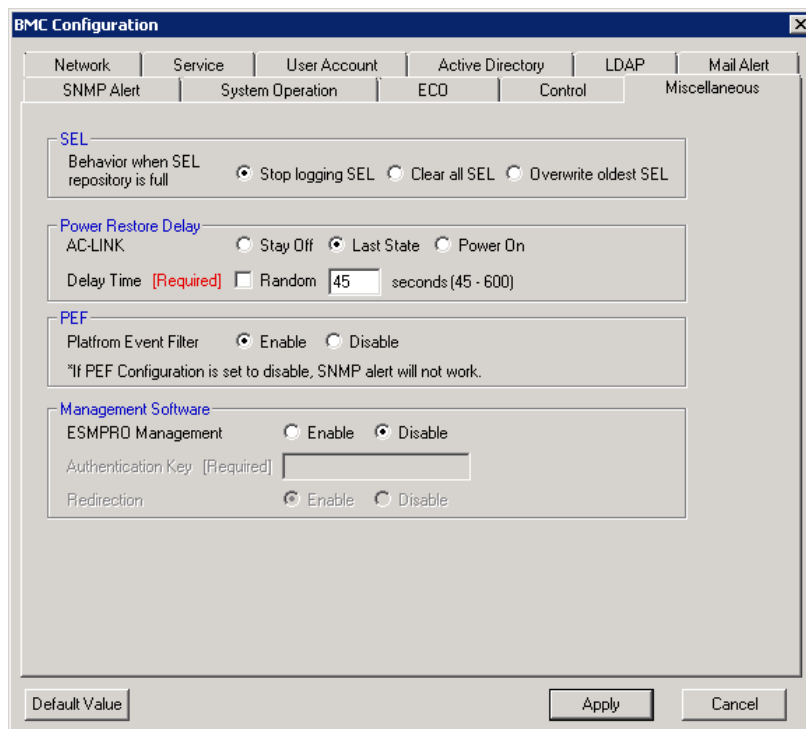 BMC Configuration
Network Service User Account Active Directory LDAP Mail Alert
SNMP Alert System Operation ECO Control Miscellaneous
SEL
Behavior when SEL
repository is full
Stop logging SEL Clear all SEL Overwrite oldest SEL
Power Restore Delay
AC-LINK Stay Off Last State Power On
Delay Time [Required] Random 45 seconds (45 - 600)
PEF
Platfrom Event Filter Enable Disable
*If PEF Configuration is set to disable, SNMP alert will not work.
Management Software
ESMPRO Management Enable Disable
Authentication Key [Required]
Redirection Enable Disable
Default Value Apply Cancel